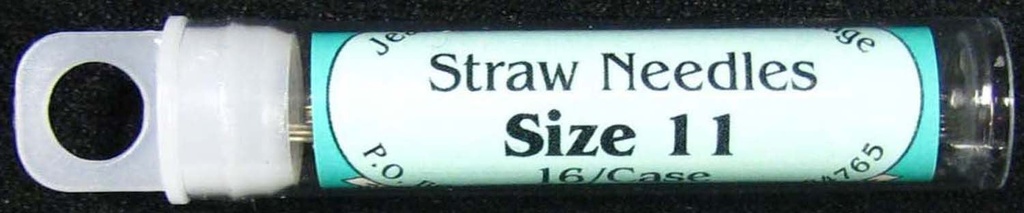 Straw Needles
Size 11
16/Case
P.O.